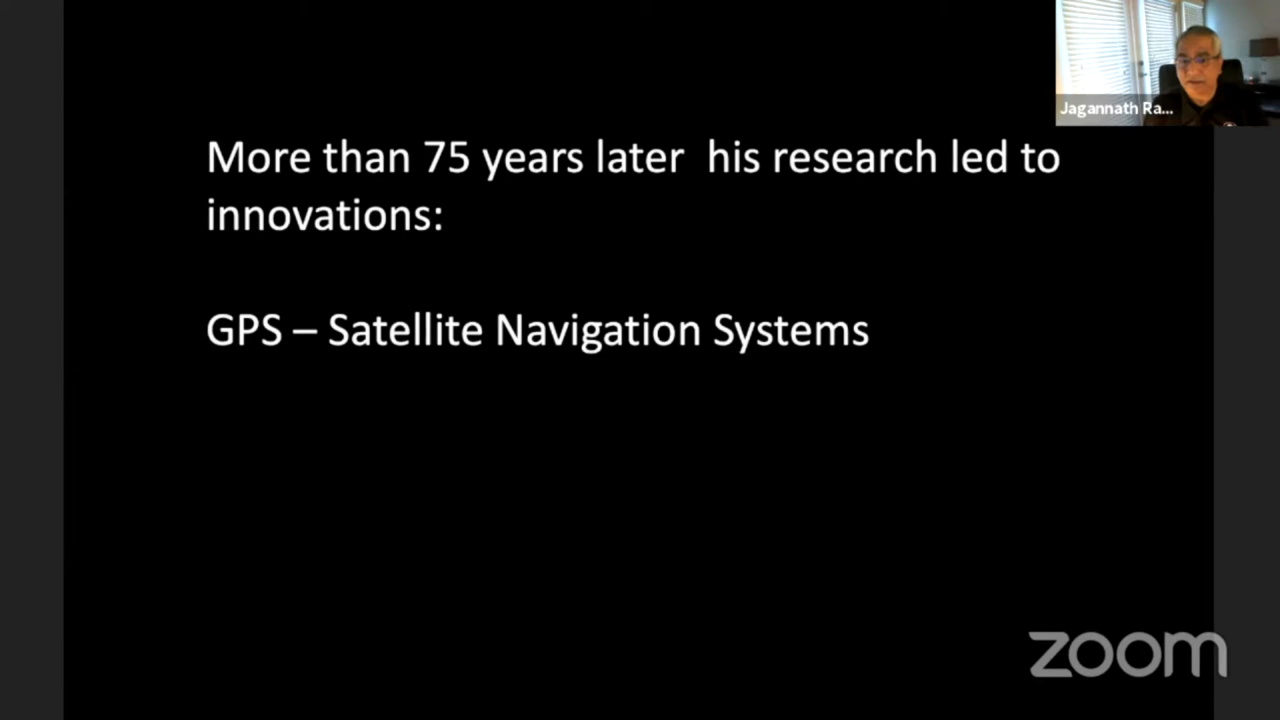 Jagannath Ra...
More than 75 years later  his research led to
innovations:
GPS – Satellite Navigation Systems
zoom